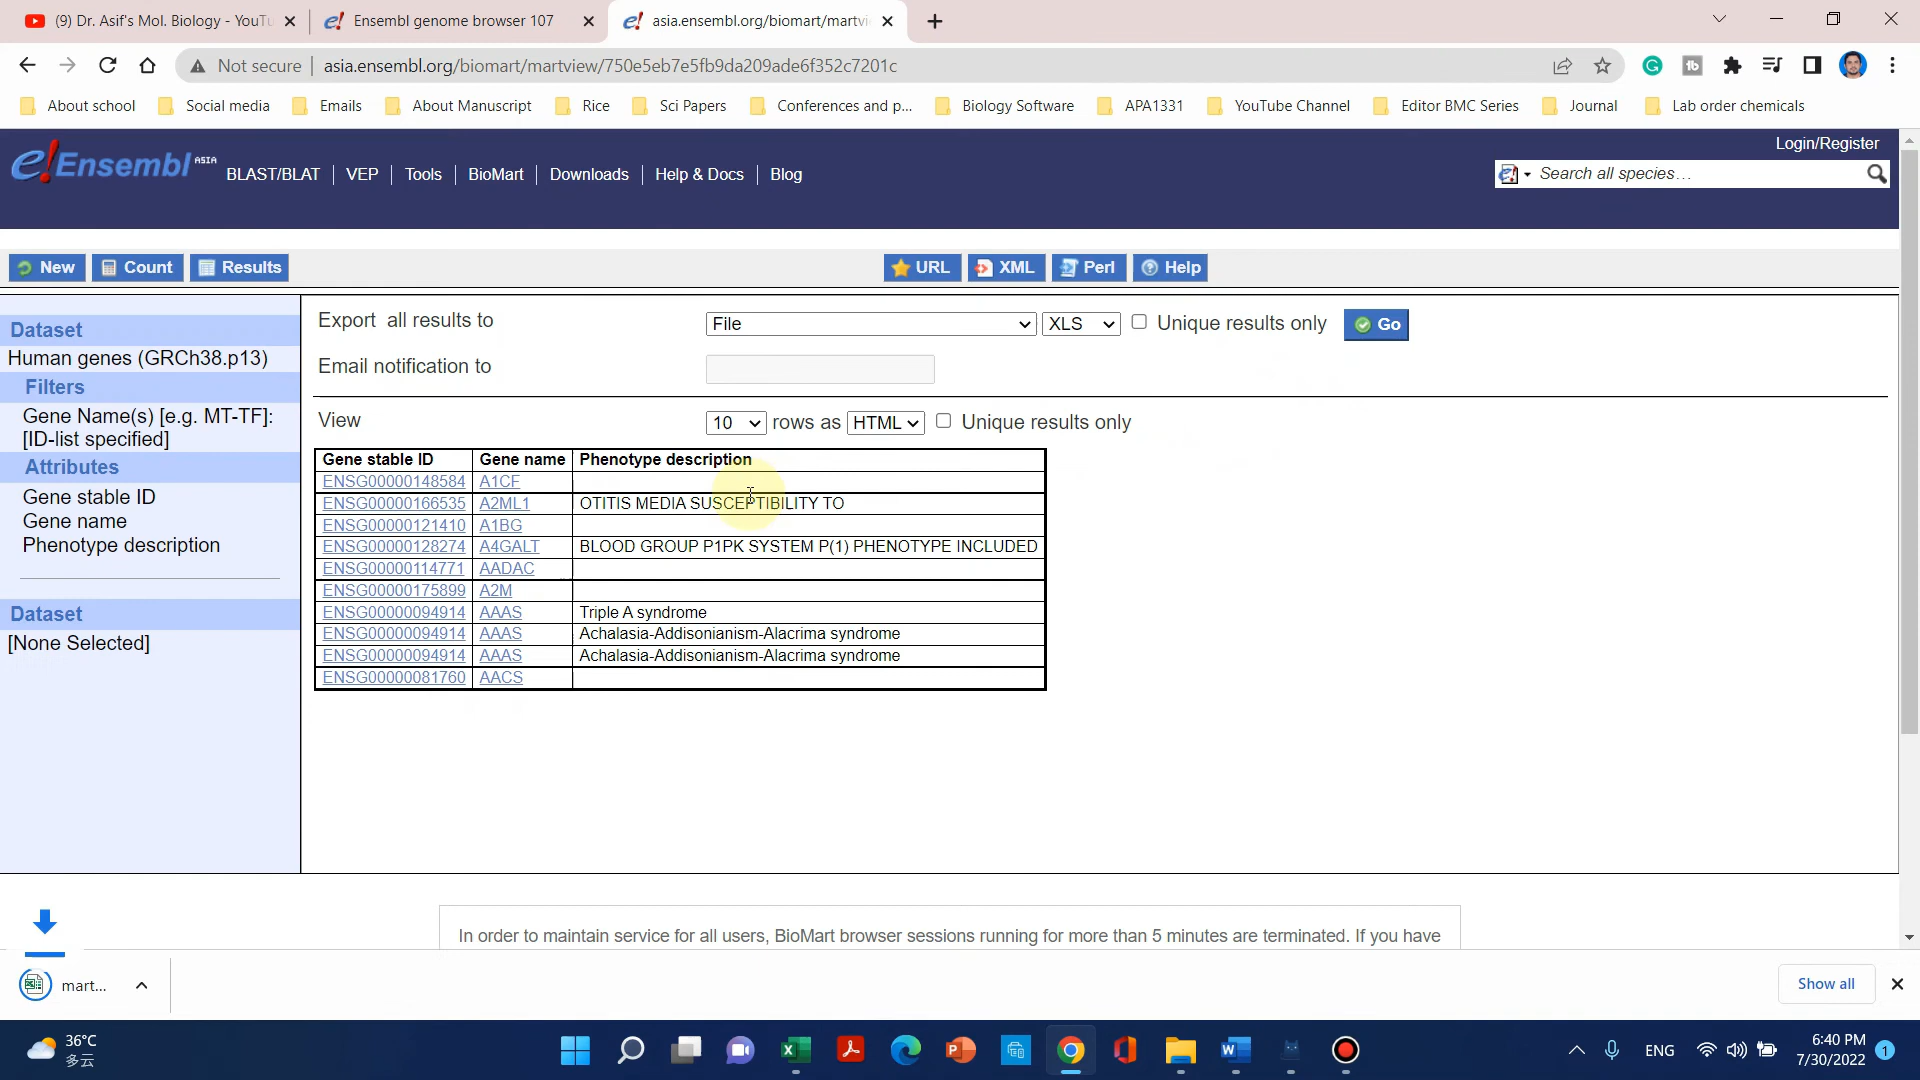 (9) Dr. Asif's Mol. Biology - YouTu
Ensembl genome browser 107
asia.ensembl.org/biomart/martvi
Not secure
asia.ensembl.org/biomart/martview/750e5eb7e5fb9da209ade6f352c7201c
About school
Social media
Emails
About Manuscript
Rice
Sci Papers
Conferences and p...
Biology Software
APA1331
YouTube Channel
Editor BMC Series
Journal
Lab order chemicals
e!Ensembl ASIA
BLAST/BLAT
VEP
Tools
BioMart
Downloads
Help & Docs
Blog
Login/Register
Search all species…
New
Count
Results
URL
XML
Perl
Help
Dataset
Human genes (GRCh38.p13)
Filters
Gene Name(s) [e.g. MT-TF]:
[ID-list specified]
Attributes
Gene stable ID
Gene name
Phenotype description
Dataset
[None Selected]
Export all results to
File
XLS
Unique results only
Go
Email notification to
View
10
rows as
HTML
Unique results only
Gene stable ID Gene name Phenotype description
ENSG00000148584 A1CF
ENSG00000166535 A2ML1 OTITIS MEDIA SUSCEPTIBILITY TO
ENSG00000121410 A1BG
ENSG00000128274 A4GALT BLOOD GROUP P1PK SYSTEM P(1) PHENOTYPE INCLUDED
ENSG00000114771 AADAC
ENSG00000175899 A2M
ENSG00000094914 AAAS Triple A syndrome
ENSG00000094914 AAAS Achalasia-Addisonianism-Alacrima syndrome
ENSG00000094914 AAAS Achalasia-Addisonianism-Alacrima syndrome
ENSG00000081760 AACS
In order to maintain service for all users, BioMart browser sessions running for more than 5 minutes are terminated. If you have
mart...
Show all
36°C
多云
ENG
6:40 PM
7/30/2022
1